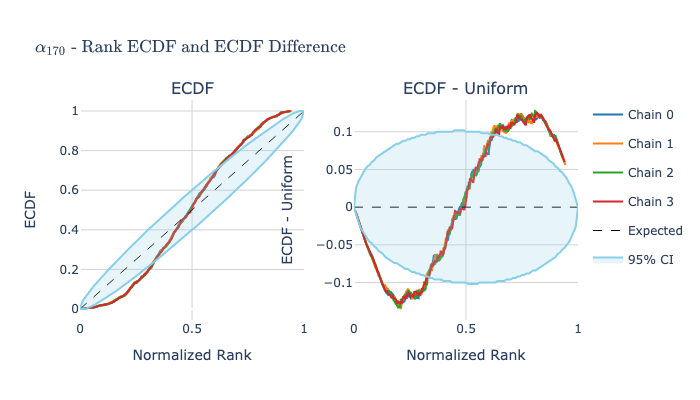 α₁₇₀ - Rank ECDF and ECDF Difference
ECDF
ECDF - Uniform
ECDF
1
0.8
0.6
0.4
0.2
0
0
0.5
1
Normalized Rank
ECDF - Uniform
0.1
0.05
0
−0.05
−0.1
0
0.5
1
Normalized Rank
Chain 0
Chain 1
Chain 2
Chain 3
Expected
95% CI